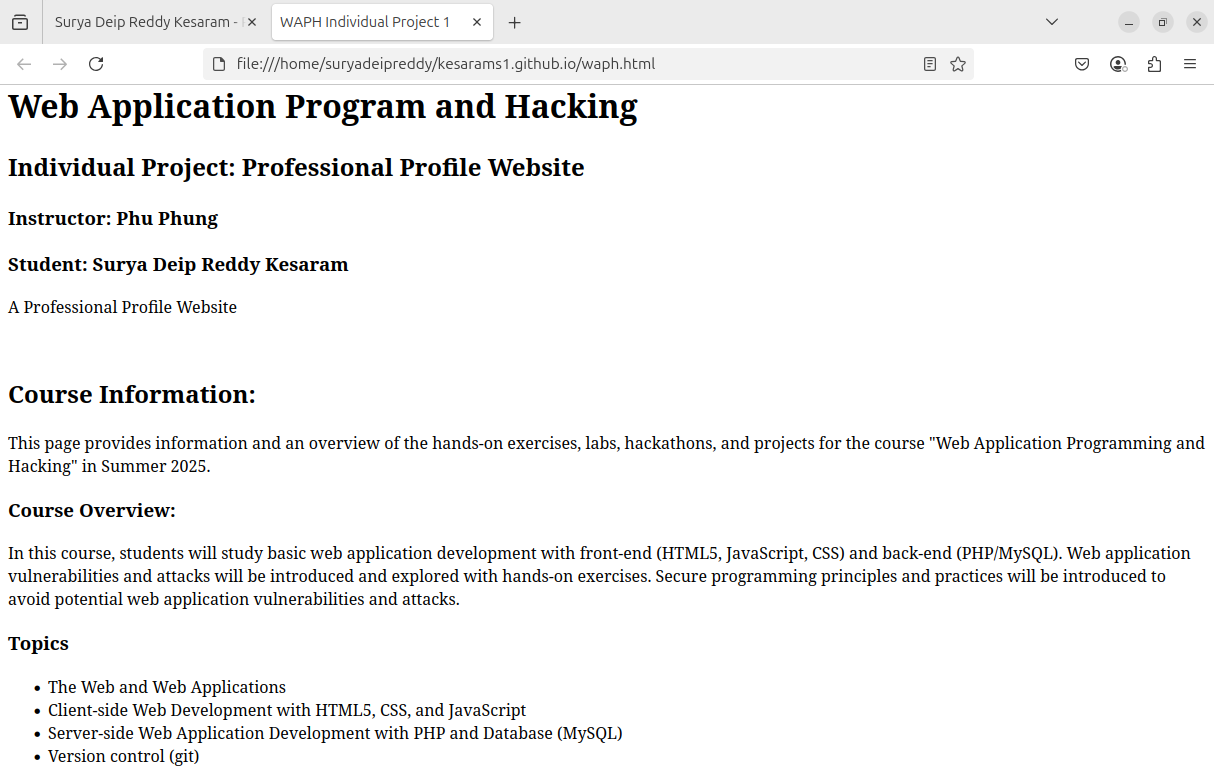 Surya Deip Reddy Kesaram -
WAPH Individual Project 1
file:///home/suryadeipreddy/kesarams1.github.io/waph.html
Web Application Program and Hacking
Individual Project: Professional Profile Website
Instructor: Phu Phung
Student: Surya Deip Reddy Kesaram
A Professional Profile Website
Course Information:
This page provides information and an overview of the hands-on exercises, labs, hackathons, and projects for the course "Web Application Programming and
Hacking" in Summer 2025.
Course Overview:
In this course, students will study basic web application development with front-end (HTML5, JavaScript, CSS) and back-end (PHP/MySQL). Web application
vulnerabilities and attacks will be introduced and explored with hands-on exercises. Secure programming principles and practices will be introduced to
avoid potential web application vulnerabilities and attacks.
Topics
• The Web and Web Applications
• Client-side Web Development with HTML5, CSS, and JavaScript
• Server-side Web Application Development with PHP and Database (MySQL)
• Version control (git)